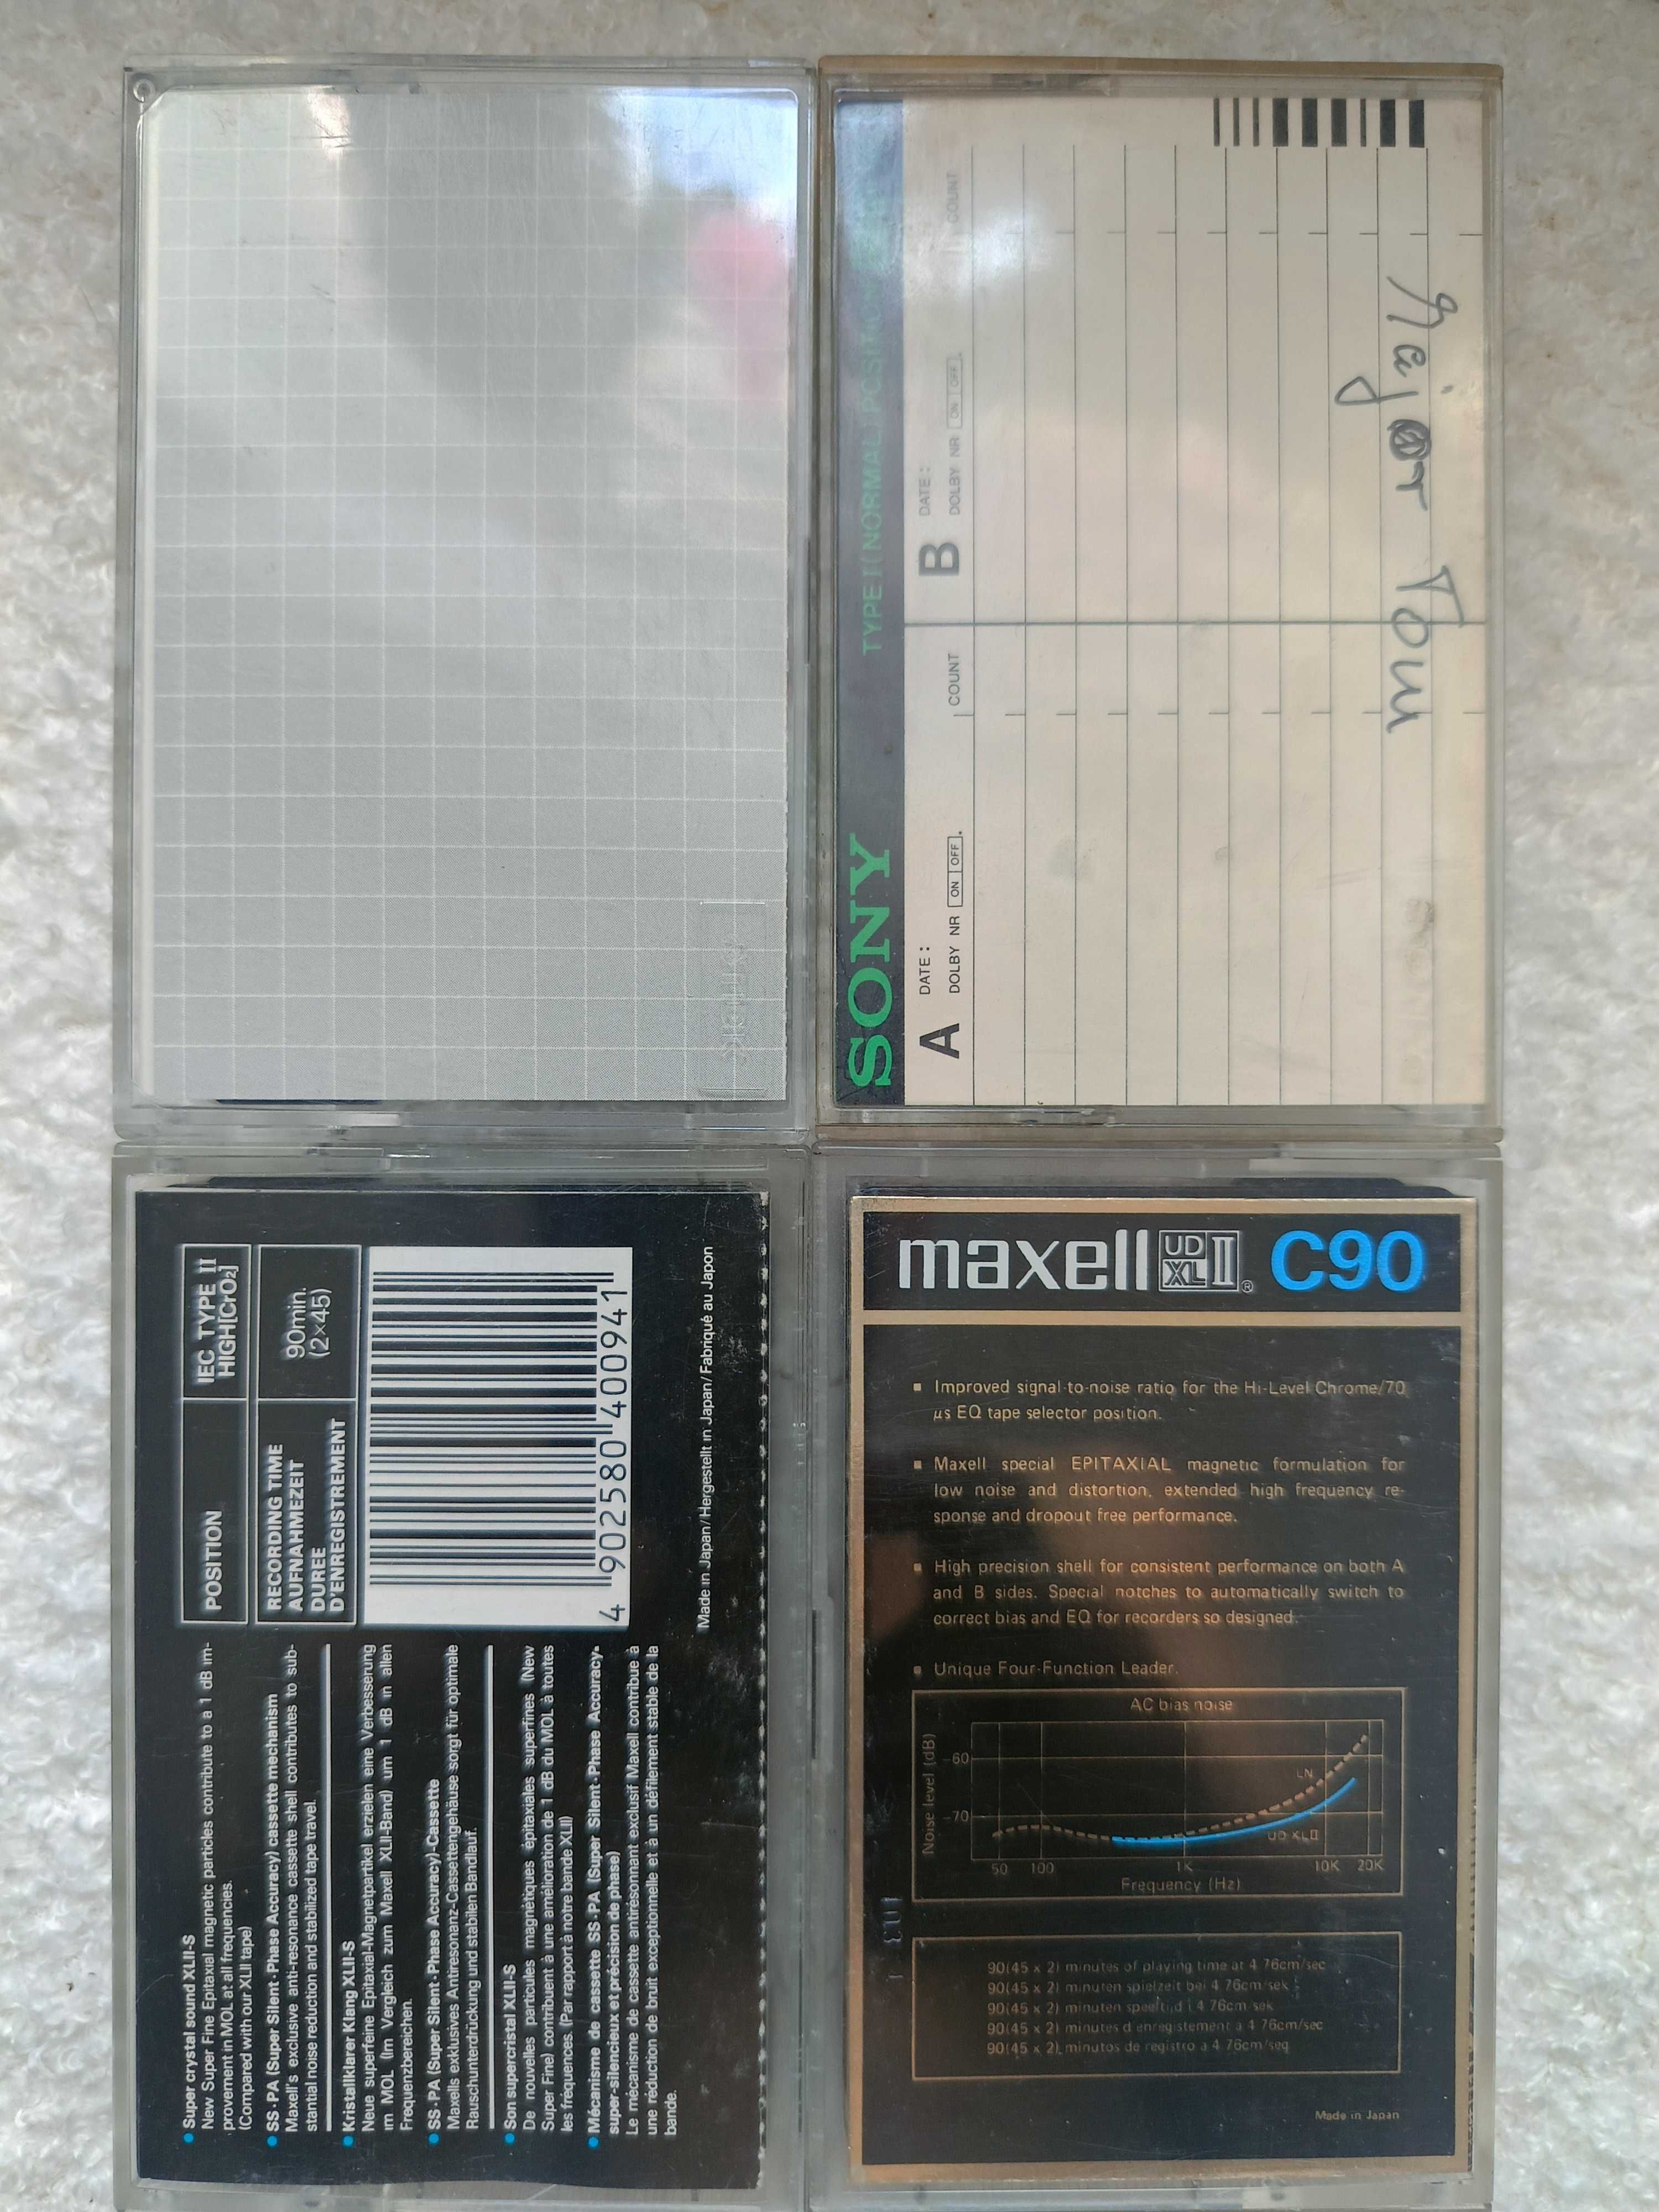 SONY
TYPE I (NORMAL) POSITION
A
DATE:
DOLBY NR ON OFF
COUNT
B
DATE:
DOLBY NR ON OFF
COUNT
Major Tom
● Super crystal sound XLII-S
New Super Fine Epitaxial magnetic particles contribute to a 1 dB im-
provement in MOL at all frequencies.
(Compared with our XLII tape)
● SS·PA (Super Silent·Phase Accuracy) cassette mechanism
Maxell's exclusive anti-resonance cassette shell contributes to sub-
stantial noise reduction and stabilized tape travel.
● Kristallklarer Klang XLII-S
Neue superfeine Epitaxial-Magnetpartikel erzielen eine Verbesserung
im MOL (Im Vergleich zum Maxell XLII-Band) um 1 dB in allen
Frequenzbereichen.
● SS·PA (Super Silent·Phase Accuracy)-Cassette
Maxells exklusives Antiresonanz-Cassettengehäuse sorgt für optimale
Rauschunterdrückung und stabilen Bandlauf.
● Son supercristal XLII-S
De nouvelles particules magnétiques épitaxiales superfines (New
Super Fine) contribuent à une amélioration de 1 dB du MOL à toutes
les fréquences. (Par rapport à notre bande XLII)
● Mécanisme de cassette SS·PA (Super Silent·Phase Accuracy-
super-silencieux et précision de phase)
Le mécanisme de cassette antirésonant exclusif Maxell contribue à
une réduction de bruit exceptionnelle et à un défilement stable de la
bande.
POSITION
IEC TYPE II
HIGH[CrO2]
RECORDING TIME
AUFNAHMEZEIT
DUREE
D'ENREGISTREMENT
90min.
(2×45)
4 902580 400941
Made in Japan/Hergestellt in Japan/Fabriqué au Japon
maxell UD XL II ® C90
▪ Improved signal-to-noise ratio for the Hi-Level Chrome/70
µs EQ tape selector position.
▪ Maxell special EPITAXIAL magnetic formulation for
low noise and distortion, extended high frequency re-
sponse and dropout free performance.
▪ High precision shell for consistent performance on both A
and B sides. Special notches to automatically switch to
correct bias and EQ for recorders so designed.
▪ Unique Four-Function Leader.
AC bias noise
Noise level (dB)
-60
-70
LN
UD XLII
50 100 1K 10K 20K
Frequency (Hz)
90(45 x 2) minutes of playing time at 4.76cm/sec
90(45 x 2) minuten spielzeit bei 4.76cm/sek
90(45 x 2) minuten speeltijd 4.76cm/sek
90(45 x 2) minutes d'enregistement a 4.76cm/sec
90(45 x 2) minutos de registro a 4.76cm/seg
Made in Japan